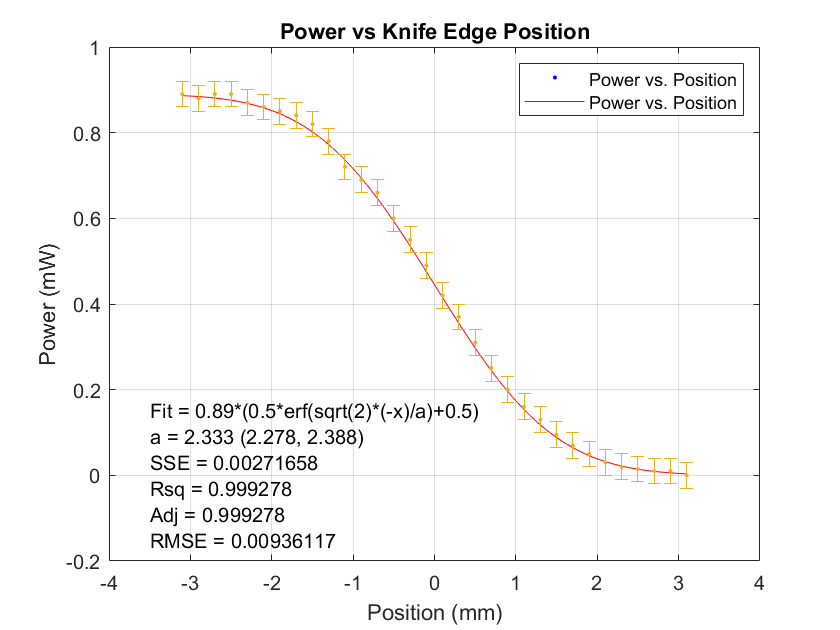 Power vs Knife Edge Position
1
Power vs. Position
Power vs. Position
0.8
0.6
Power (mW)
0.4
0.2
Fit = 0.89*(0.5*erf(sqrt(2)*(-x)/a)+0.5)
a = 2.333 (2.278, 2.388)
SSE = 0.00271658
0
Rsq = 0.999278
Adj = 0.999278
RMSE = 0.00936117
-0.2
-4 -3 -2 -1 0 1 2 3 4
Position (mm)